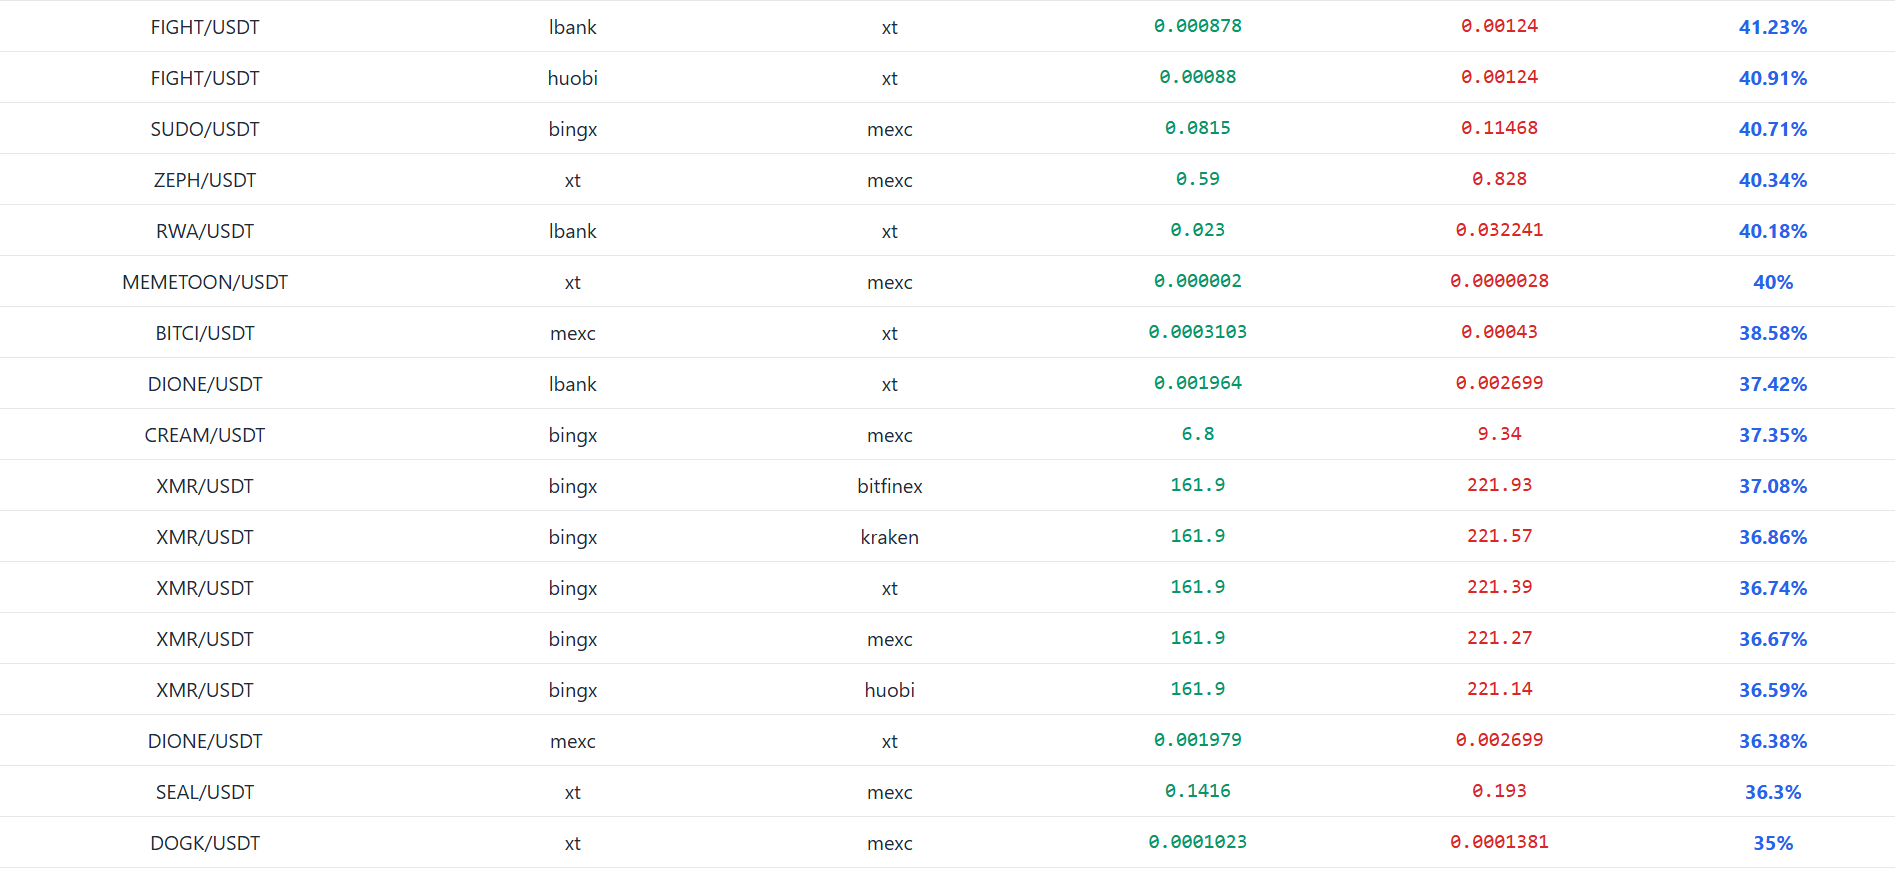 FIGHT/USDT lbank xt 0.000878 0.00124 41.23%
FIGHT/USDT huobi xt 0.00088 0.00124 40.91%
SUDO/USDT bingx mexc 0.0815 0.11468 40.71%
ZEPH/USDT xt mexc 0.59 0.828 40.34%
RWA/USDT lbank xt 0.023 0.032241 40.18%
MEMETOON/USDT xt mexc 0.000002 0.0000028 40%
BITCI/USDT mexc xt 0.0003103 0.00043 38.58%
DIONE/USDT lbank xt 0.001964 0.002699 37.42%
CREAM/USDT bingx mexc 6.8 9.34 37.35%
XMR/USDT bingx bitfinex 161.9 221.93 37.08%
XMR/USDT bingx kraken 161.9 221.57 36.86%
XMR/USDT bingx xt 161.9 221.39 36.74%
XMR/USDT bingx mexc 161.9 221.27 36.67%
XMR/USDT bingx huobi 161.9 221.14 36.59%
DIONE/USDT mexc xt 0.001979 0.002699 36.38%
SEAL/USDT xt mexc 0.1416 0.193 36.3%
DOGK/USDT xt mexc 0.0001023 0.0001381 35%